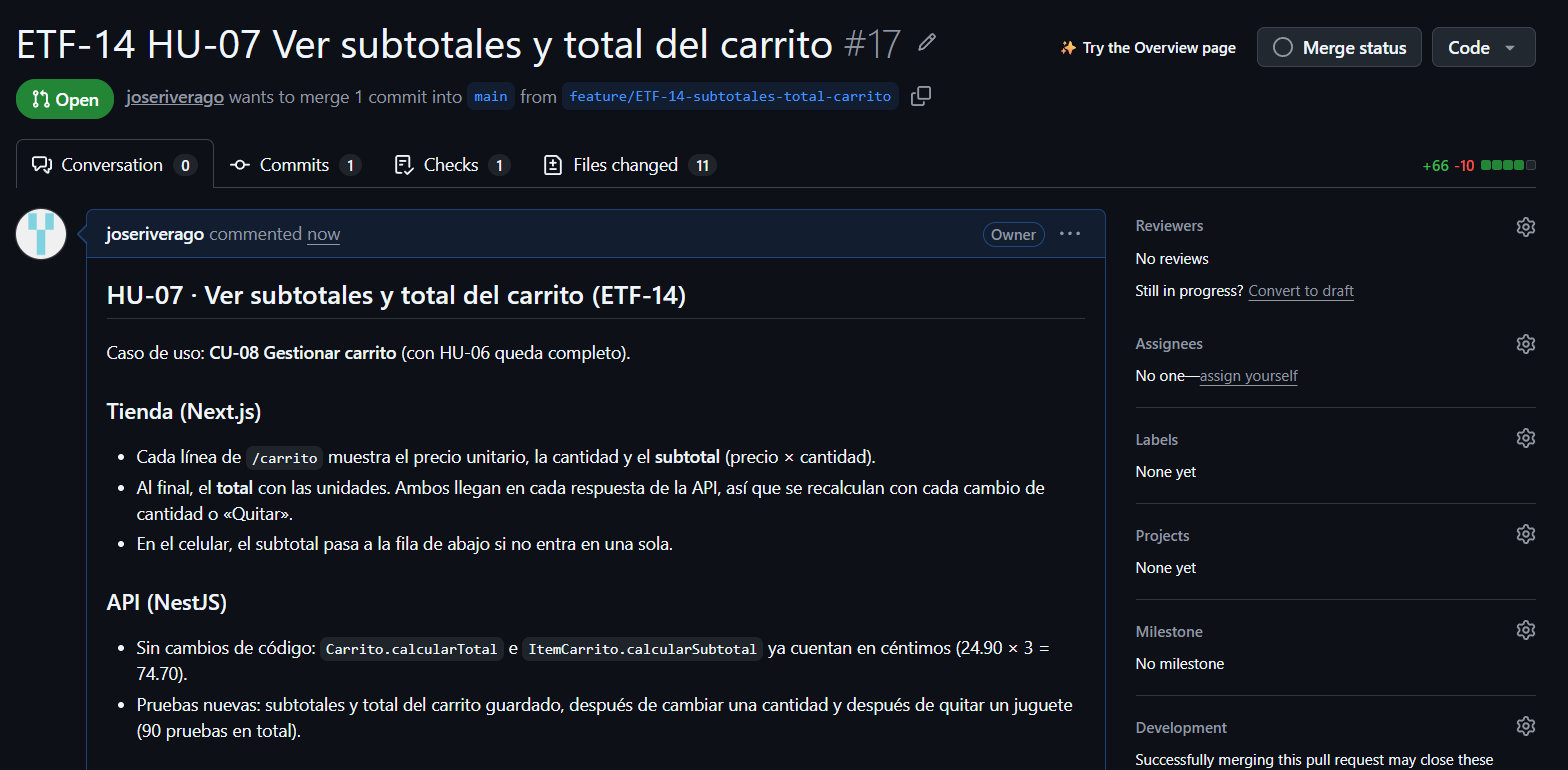 ETF-14 HU-07 Ver subtotales y total del carrito #17
Try the Overview page
Merge status
Code
Open
joseriverago wants to merge 1 commit into main from feature/ETF-14-subtotales-total-carrito
Conversation 0
Commits 1
Checks 1
Files changed 11
+66 -10
joseriverago commented now
Owner
HU-07 · Ver subtotales y total del carrito (ETF-14)
Caso de uso: CU-08 Gestionar carrito (con HU-06 queda completo).
Tienda (Next.js)
• Cada línea de /carrito muestra el precio unitario, la cantidad y el subtotal (precio × cantidad).
• Al final, el total con las unidades. Ambos llegan en cada respuesta de la API, así que se recalculan con cada cambio de
cantidad o «Quitar».
• En el celular, el subtotal pasa a la fila de abajo si no entra en una sola.
API (NestJS)
• Sin cambios de código: Carrito.calcularTotal e ItemCarrito.calcularSubtotal ya cuentan en céntimos (24.90 × 3 =
74.70).
• Pruebas nuevas: subtotales y total del carrito guardado, después de cambiar una cantidad y después de quitar un juguete
(90 pruebas en total).
Reviewers
No reviews
Still in progress? Convert to draft
Assignees
No one—assign yourself
Labels
None yet
Projects
None yet
Milestone
No milestone
Development
Successfully merging this pull request may close these